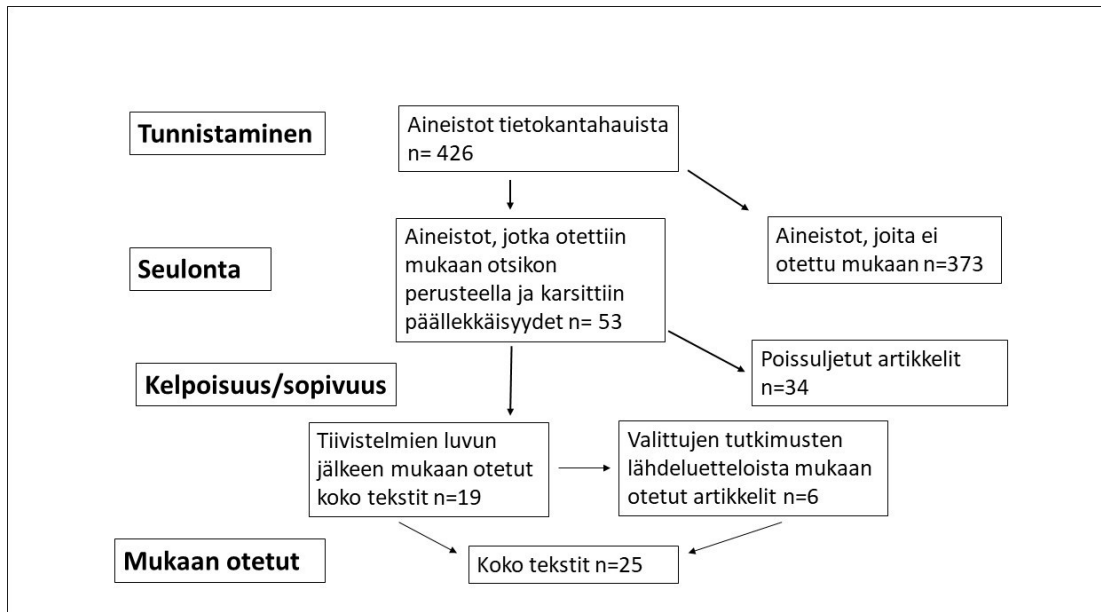 Tunnistaminen
Aineistot tietokantahauista
n= 426
Seulonta
Aineistot, jotka otettiin
mukaan otsikon
perusteella ja karsittiin
päällekkäisyydet n= 53
Aineistot, joita ei
otettu mukaan n=373
Kelpoisuus/sopivuus
Poissuljetut artikkelit
n=34
Tiivistelmien luvun
jälkeen mukaan otetut
koko tekstit n=19
Valittujen tutkimusten
lähdeluetteloista mukaan
otetut artikkelit n=6
Mukaan otetut
Koko tekstit n=25